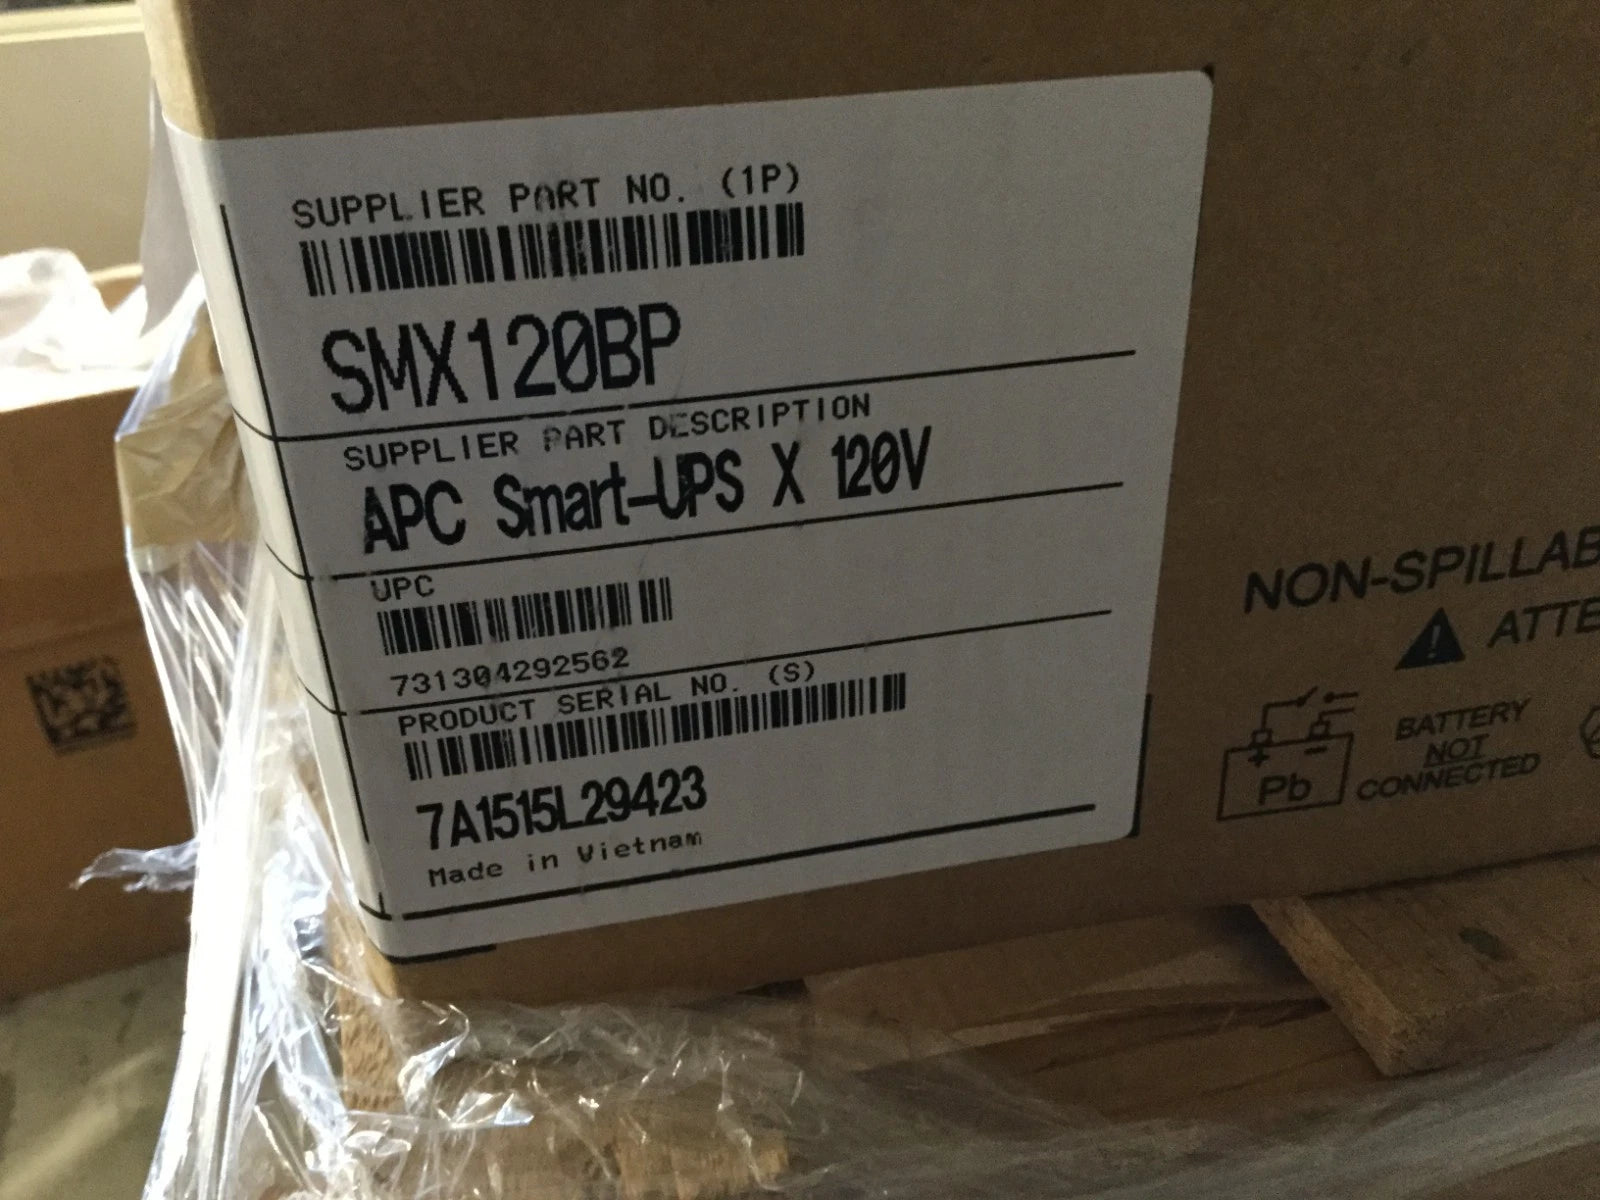 SUPPLIER PART NO. (1P)
SMX120BP
SUPPLIER PART DESCRIPTION
APC Smart-UPS X 120V
UPC
731304292562
PRODUCT SERIAL NO. (S)
7A1515L29423
Made in Vietnam
NON-SPILLAB
ATTE
BATTERY
NOT
CONNECTED
+ -
Pb